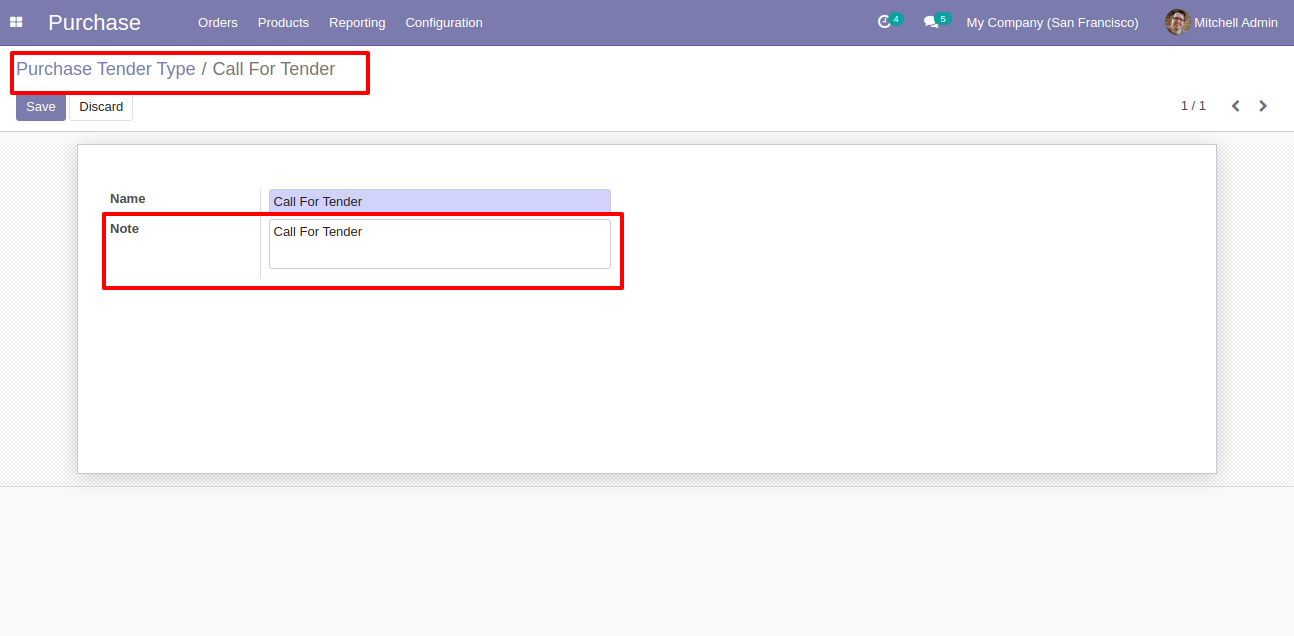 Purchase Orders Products Reporting Configuration 4 5 My Company (San Francisco) Mitchell Admin
Purchase Tender Type / Call For Tender
Save Discard 1 / 1
Name Call For Tender
Note Call For Tender